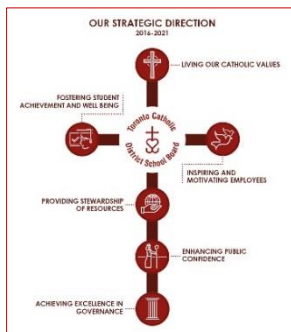 OUR STRATEGIC DIRECTION
2016-2021
LIVING OUR CATHOLIC VALUES
FOSTERING STUDENT
ACHIEVEMENT AND WELL BEING
Toronto Catholic
District School Board
INSPIRING AND
MOTIVATING EMPLOYEES
PROVIDING STEWARDSHIP
OF RESOURCES
ENHANCING PUBLIC
CONFIDENCE
ACHIEVING EXCELLENCE IN
GOVERNANCE